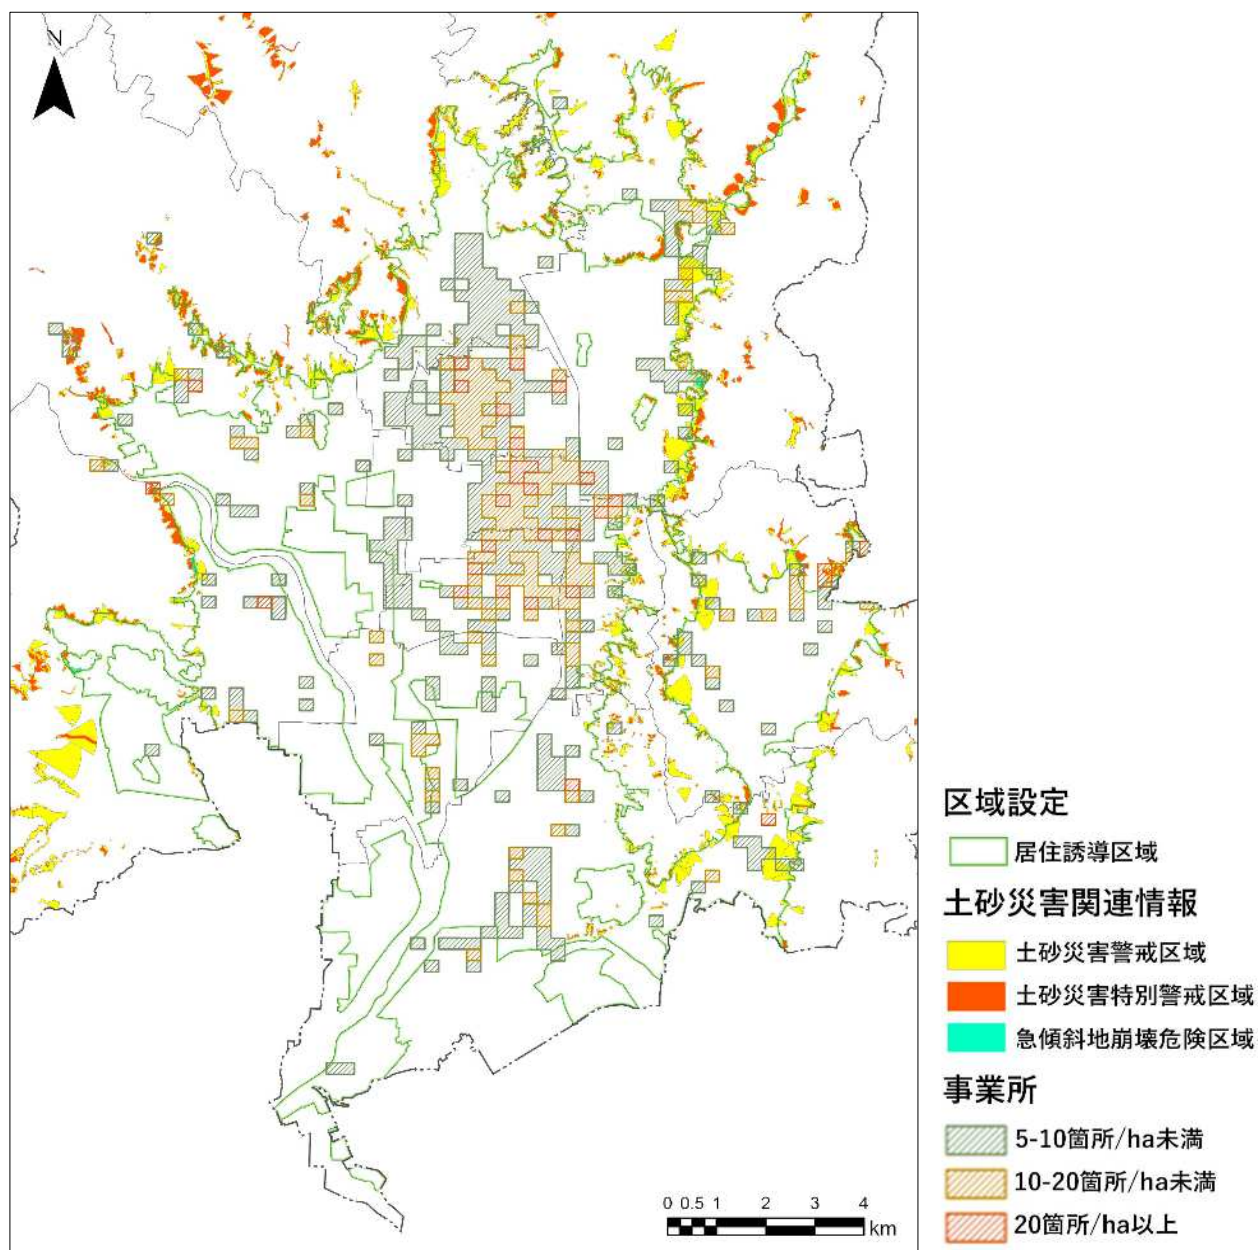 N
区域設定
居住誘導区域
土砂災害関連情報
土砂災害警戒区域
土砂災害特別警戒区域
急傾斜地崩壊危険区域
事業所
5-10箇所/ha未満
10-20箇所/ha未満
20箇所/ha以上
0 0.5 1 2 3 4
km